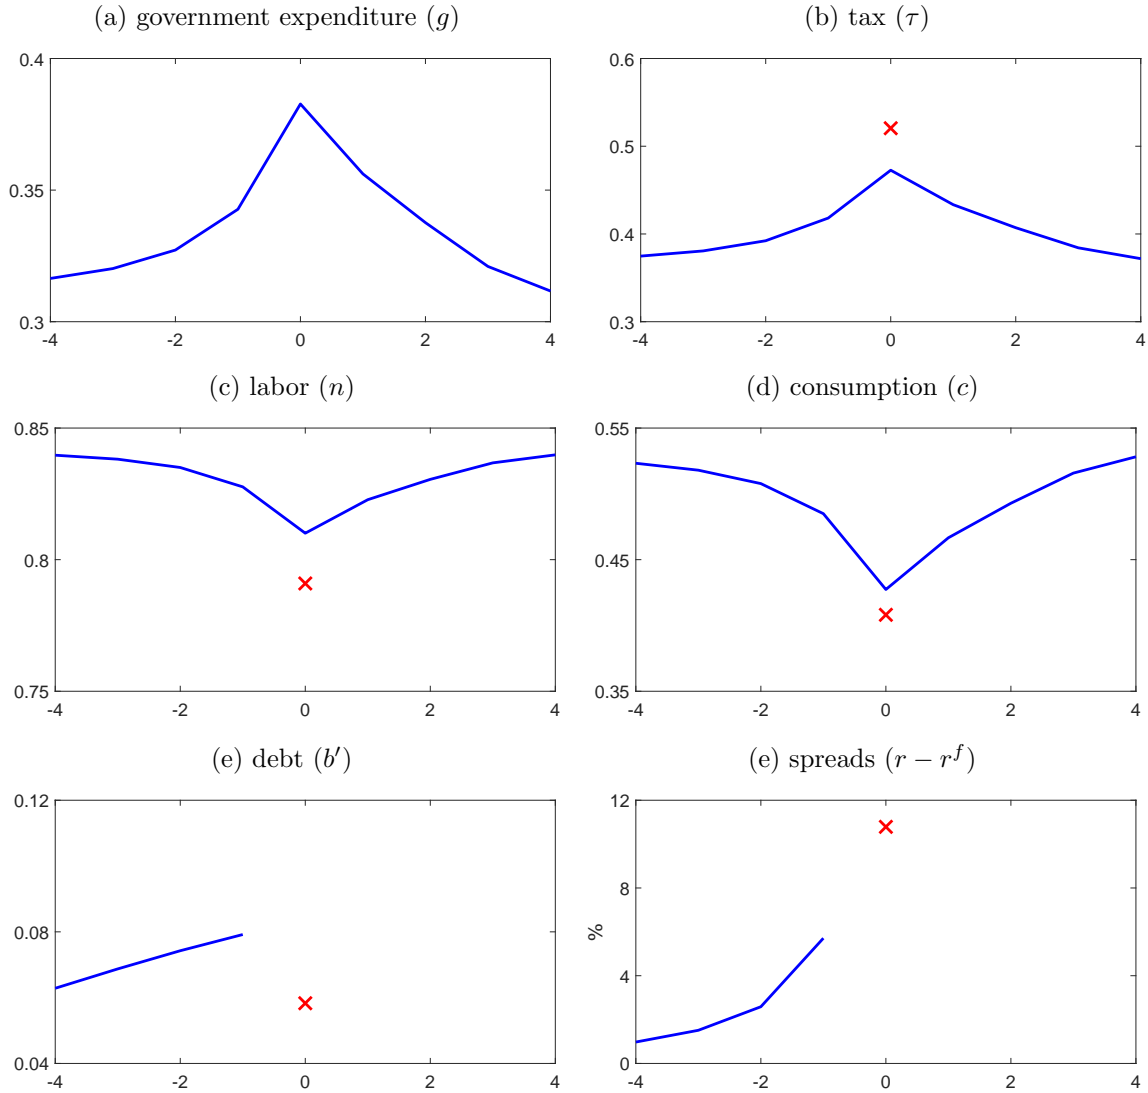 (a) government expenditure (g)
(b) tax (τ)
0.4
0.35
0.3
-4 -2 0 2 4
0.6
0.5
0.4
0.3
-4 -2 0 2 4
(c) labor (n)
(d) consumption (c)
0.85
0.8
0.75
-4 -2 0 2 4
0.55
0.45
0.35
-4 -2 0 2 4
(e) debt (b′)
(e) spreads (r − r^f)
0.12
0.08
0.04
-4 -2 0 2 4
%
12
8
4
0
-4 -2 0 2 4